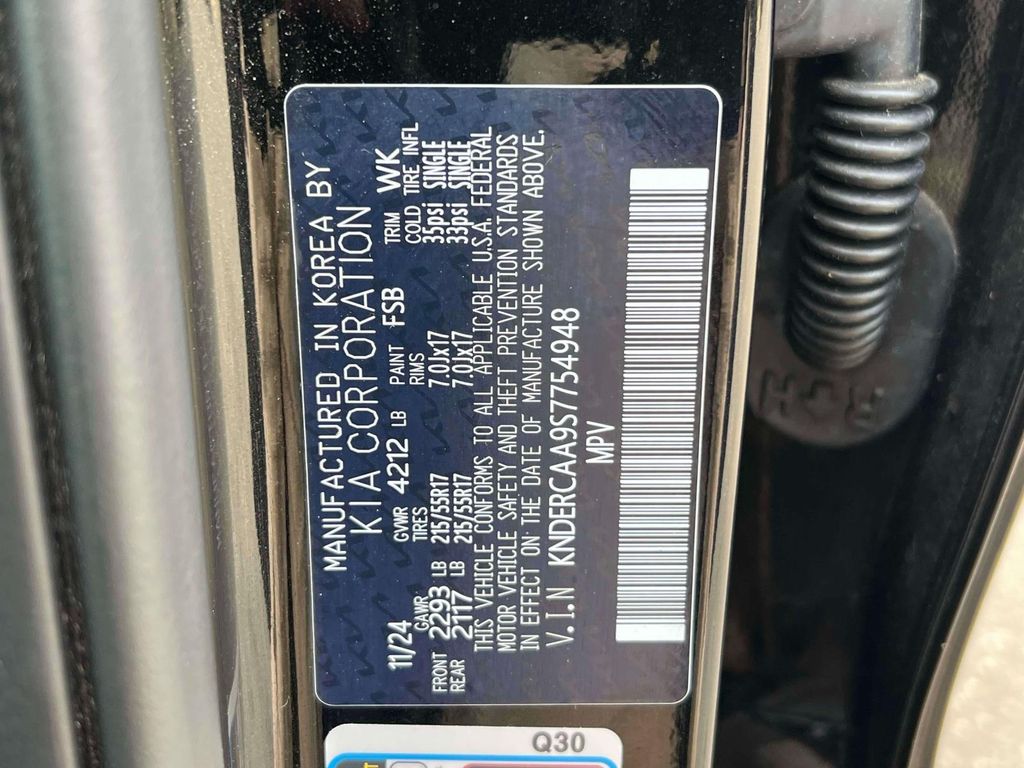 MANUFACTURED IN KOREA BY
KIA CORPORATION
11/24 GVWR 4212 LB PAINT FSB TRIM WK
GAWR TIRES RIMS COLD TIRE INFL
FRONT 2293 LB 215/55R17 7.0Jx17 35psi SINGLE
REAR 2117 LB 215/55R17 7.0Jx17 33psi SINGLE
THIS VEHICLE CONFORMS TO ALL APPLICABLE U.S.A. FEDERAL
MOTOR VEHICLE SAFETY AND THEFT PREVENTION STANDARDS
IN EFFECT ON THE DATE OF MANUFACTURE SHOWN ABOVE.
V.I.N KNDERCAA9S7754948
MPV
Q30